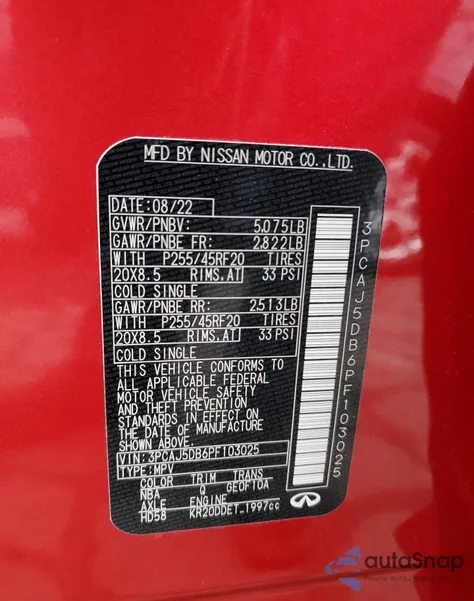 MFD BY NISSAN MOTOR CO.,LTD.
DATE:08/22
GVWR/PNBV: 5,075LB
GAWR/PNBE FR: 2,822LB
WITH P255/45RF20 TIRES
20X8.5 RIMS,AT 33 PSI
COLD SINGLE
GAWR/PNBE RR: 2,513LB
WITH P255/45RF20 TIRES
20X8.5 RIMS,AT 33 PSI
COLD SINGLE
THIS VEHICLE CONFORMS TO
ALL APPLICABLE FEDERAL
MOTOR VEHICLE SAFETY
AND THEFT PREVENTION
STANDARDS IN EFFECT ON
THE DATE OF MANUFACTURE
SHOWN ABOVE.
VIN: 3PCAJ5DB6PF103025
TYPE: MPV
COLOR TRIM TRANS
NBA Q GE0F10A
AXLE ENGINE
HD58 KR20DDET-1997cc
3PCAJ5DB6PF103025
autoSnap